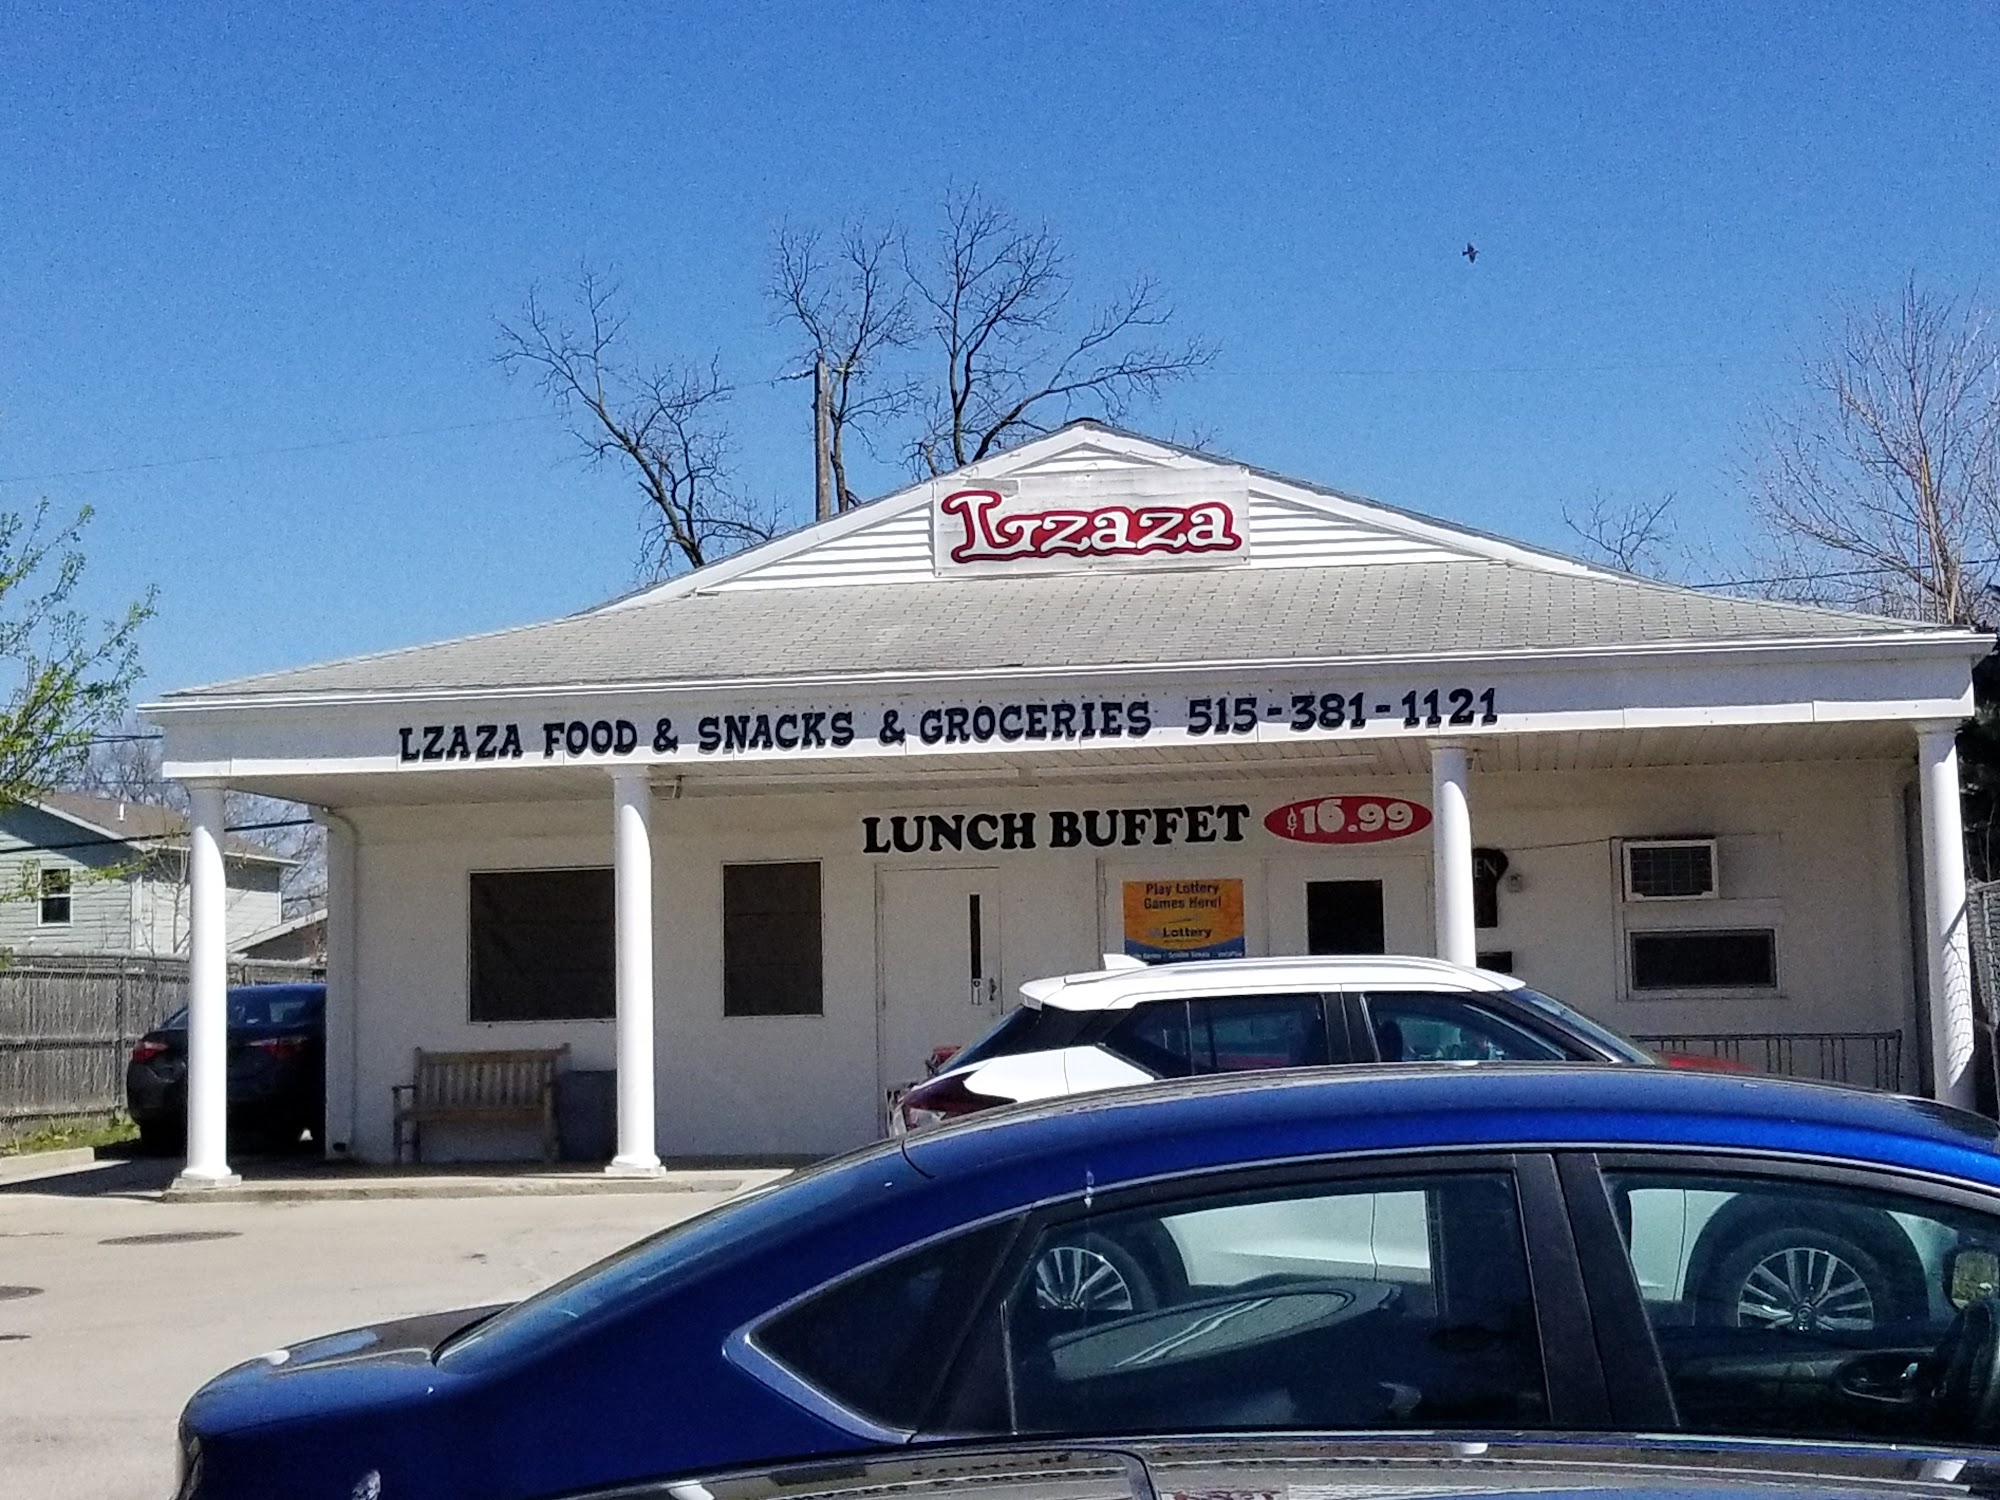 Lzaza
LZAZA FOOD & SNACKS & GROCERIES 515-381-1121
LUNCH BUFFET $16.99
Play Lottery
Games Here!
Lottery